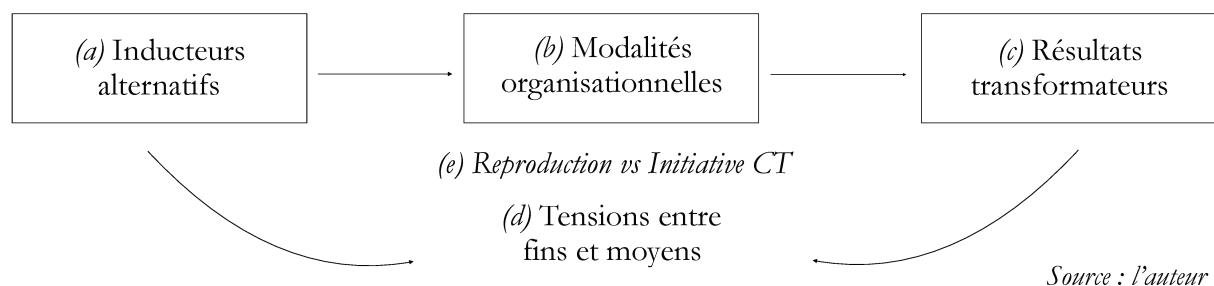 (a) Inducteurs
alternatifs
(b) Modalités
organisationnelles
(c) Résultats
transformateurs
(e) Reproduction vs Initiative CT
(d) Tensions entre
fins et moyens
Source : l'auteur